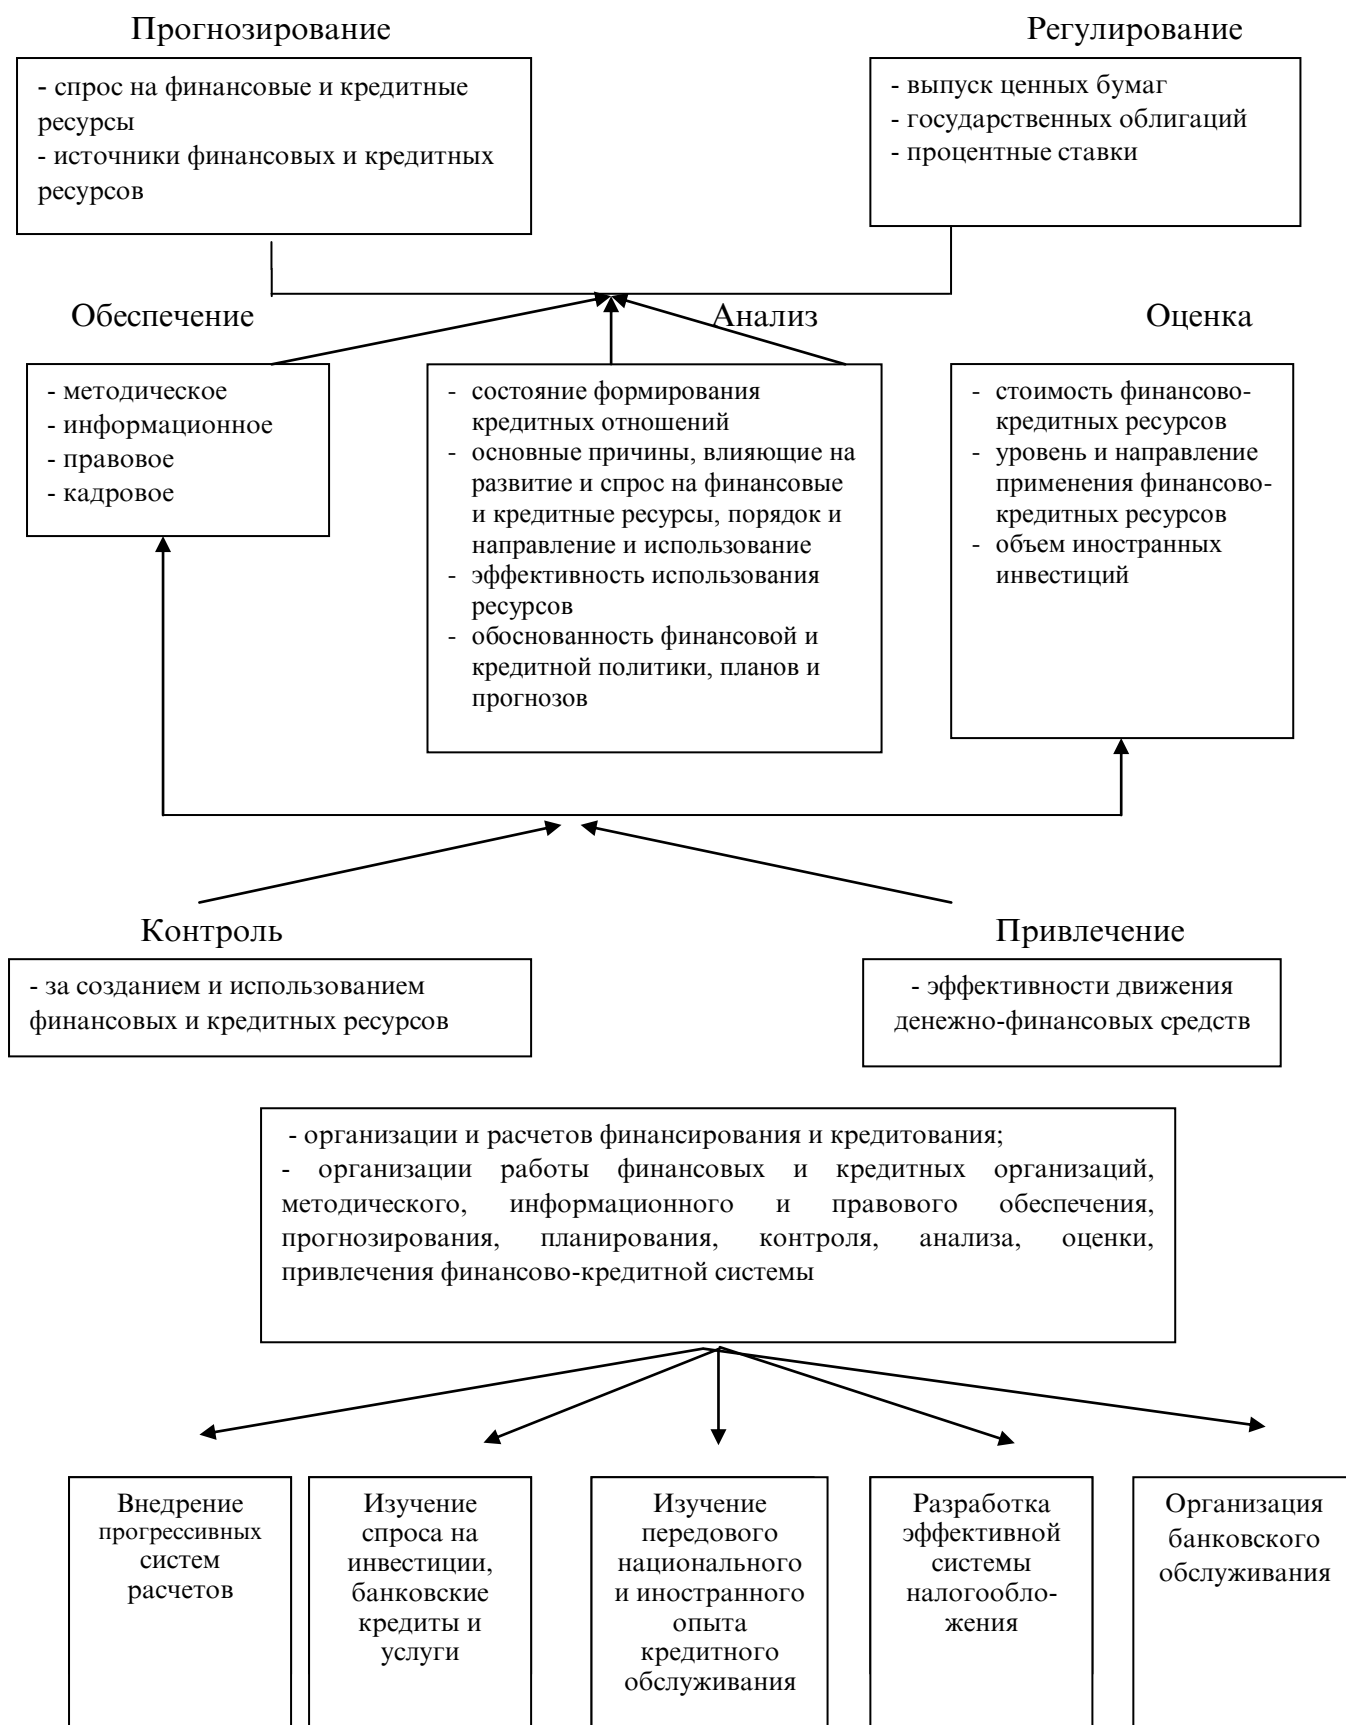 Прогнозирование
- спрос на финансовые и кредитные
ресурсы
- источники финансовых и кредитных
ресурсов
Регулирование
- выпуск ценных бумаг
- государственных облигаций
- процентные ставки
Обеспечение
- методическое
- информационное
- правовое
- кадровое
Анализ
- состояние формирования
кредитных отношений
- основные причины, влияющие на
развитие и спрос на финансовые
и кредитные ресурсы, порядок и
направление и использование
- эффективность использования
ресурсов
- обоснованность финансовой и
кредитной политики, планов и
прогнозов
Оценка
- стоимость финансово-
кредитных ресурсов
- уровень и направление
применения финансово-
кредитных ресурсов
- объем иностранных
инвестиций
Контроль
- за созданием и использованием
финансовых и кредитных ресурсов
Привлечение
- эффективности движения
денежно-финансовых средств
- организации и расчетов финансирования и кредитования;
- организации работы финансовых и кредитных организаций,
методического, информационного и правового обеспечения,
прогнозирования, планирования, контроля, анализа, оценки,
привлечения финансово-кредитной системы
Внедрение
прогрессивных
систем
расчетов
Изучение
спроса на
инвестиции,
банковские
кредиты и
услуги
Изучение
передового
национального
и иностранного
опыта
кредитного
обслуживания
Разработка
эффективной
системы
налогообло-
жения
Организация
банковского
обслуживания